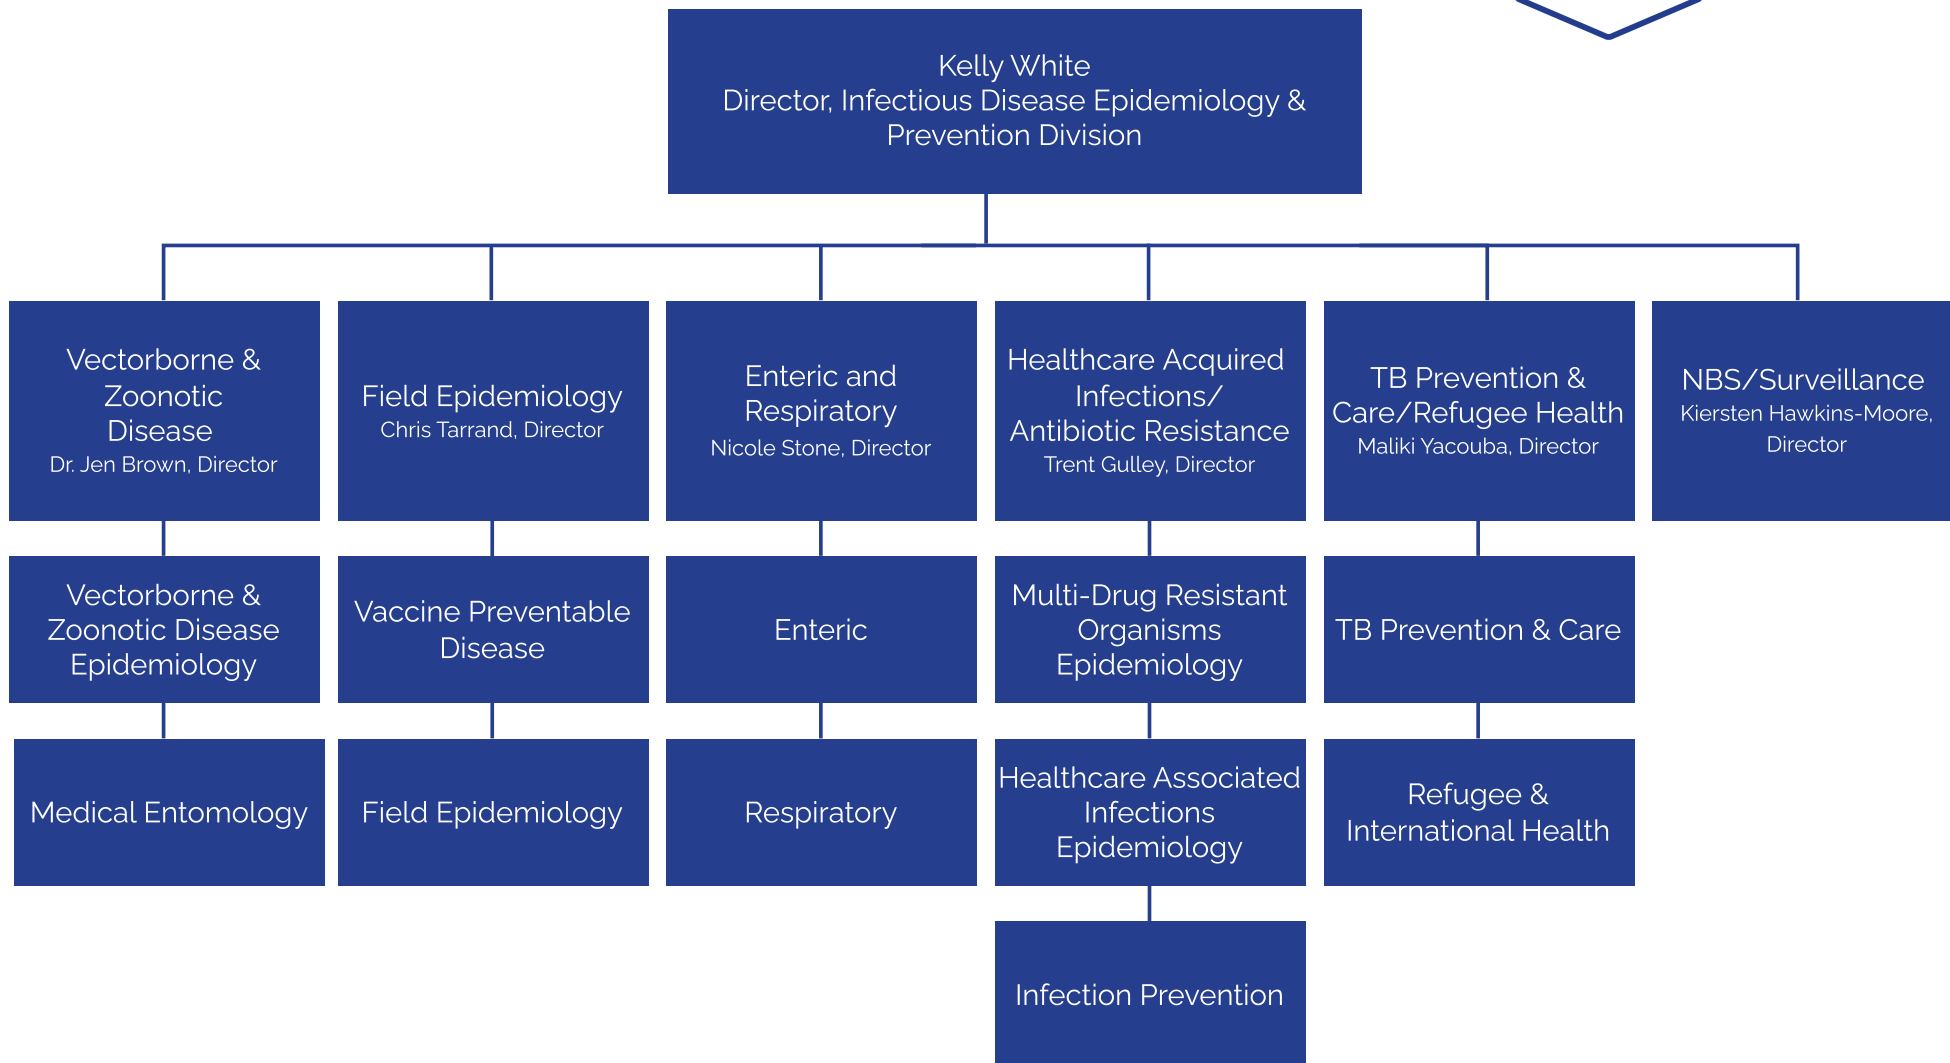 Kelly White
Director, Infectious Disease Epidemiology &
Prevention Division
Vectorborne &
Zoonotic
Disease
Dr. Jen Brown, Director
Field Epidemiology
Chris Tarrand, Director
Enteric and
Respiratory
Nicole Stone, Director
Healthcare Acquired
Infections/
Antibiotic Resistance
Trent Gulley, Director
TB Prevention &
Care/Refugee Health
Maliki Yacouba, Director
NBS/Surveillance
Kiersten Hawkins-Moore,
Director
Vectorborne &
Zoonotic Disease
Epidemiology
Vaccine Preventable
Disease
Enteric
Multi-Drug Resistant
Organisms
Epidemiology
TB Prevention & Care
Medical Entomology
Field Epidemiology
Respiratory
Healthcare Associated
Infections
Epidemiology
Refugee &
International Health
Infection Prevention